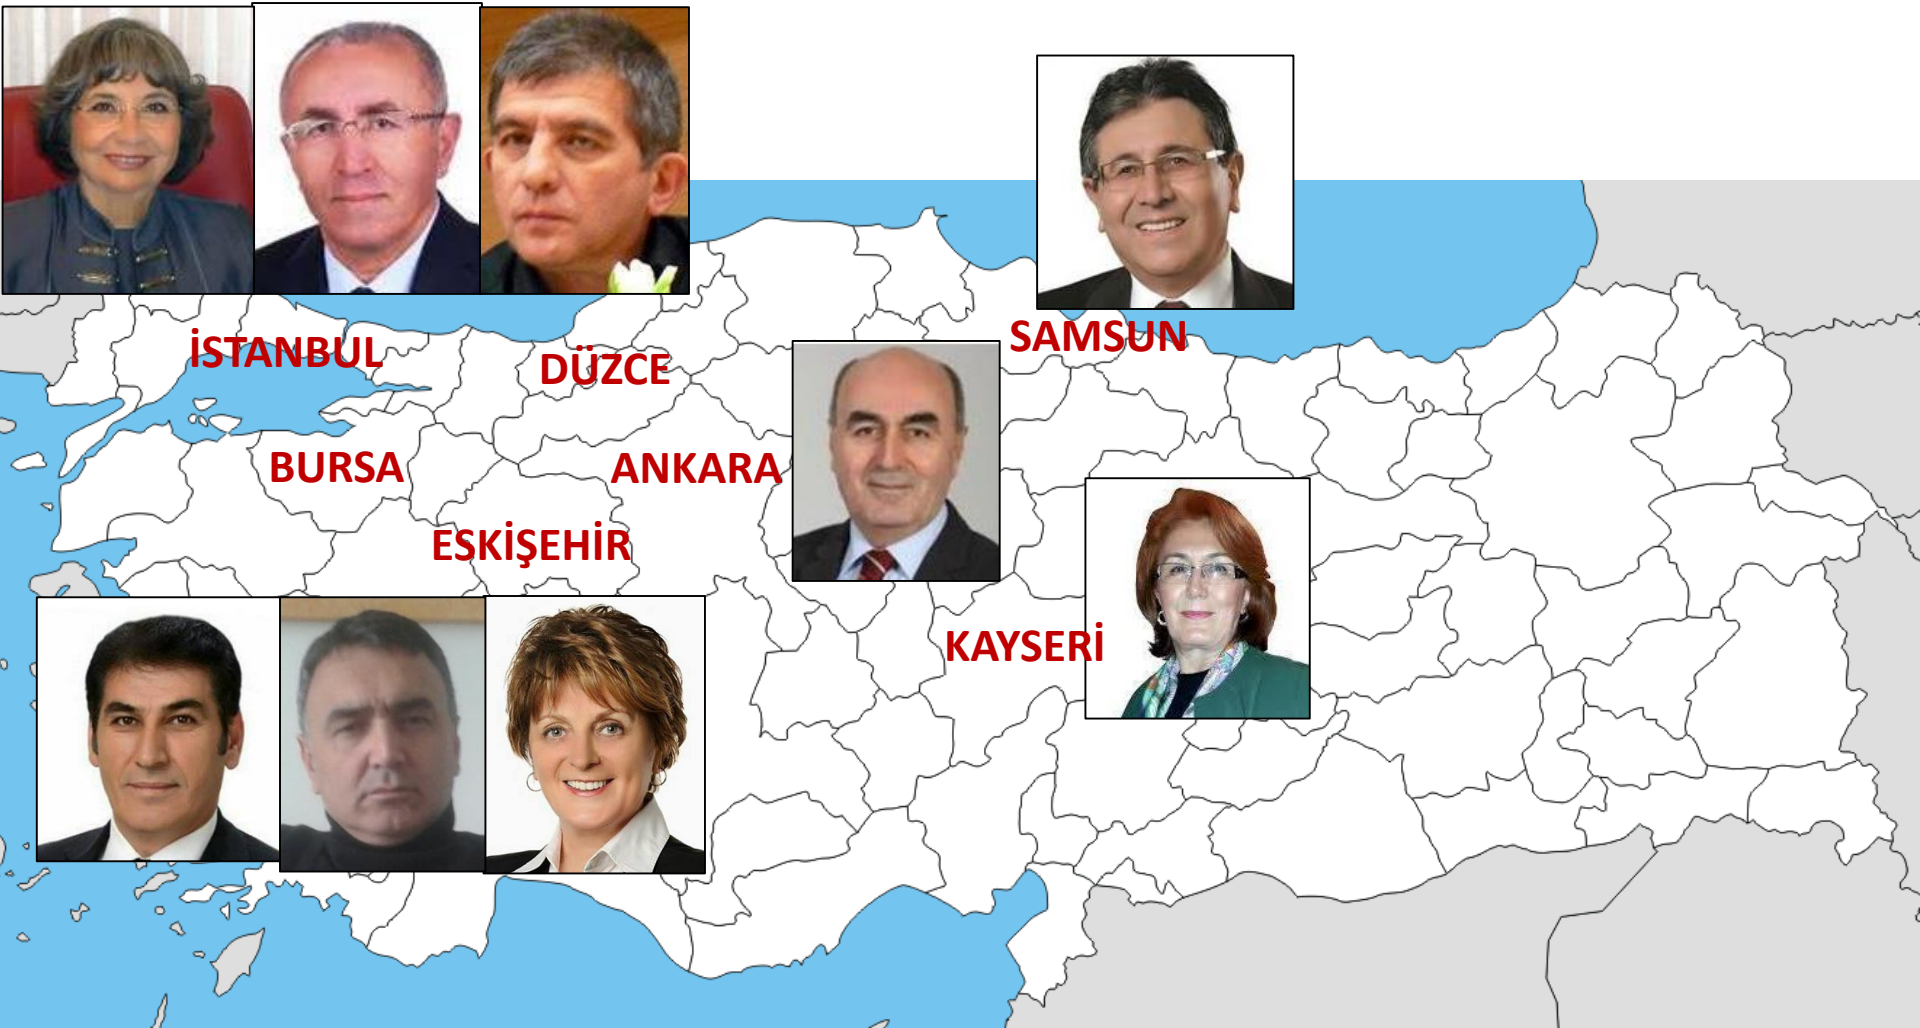 SAMSUN
İSTANBUL
DÜZCE
BURSA
ANKARA
ESKİŞEHİR
KAYSERİ